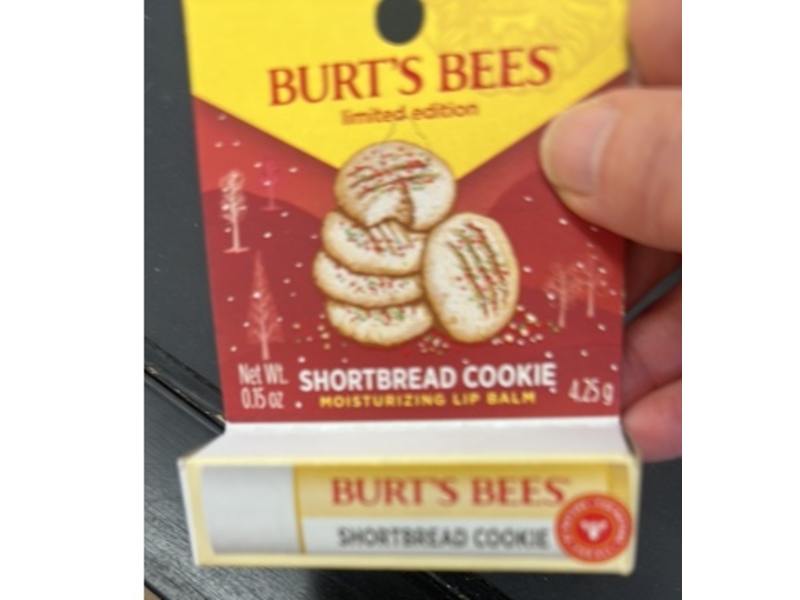 BURT'S BEES
limited edition
Net Wt. SHORTBREAD COOKIE 4.25 g
0.15 oz MOISTURIZING LIP BALM
BURT'S BEES
SHORTBREAD COOKIE